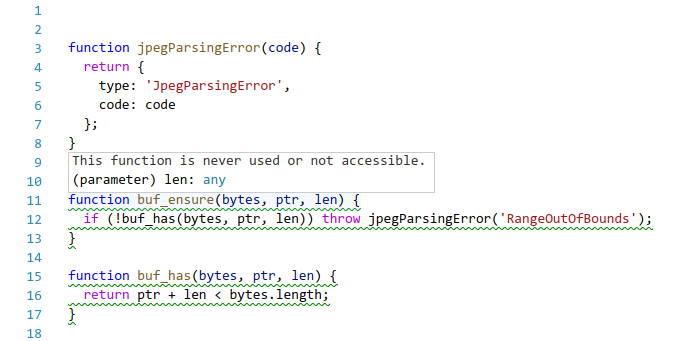 1
2
3 function jpegParsingError(code) {
4   return {
5     type: 'JpegParsingError',
6     code: code
7   };
8 }
9 This function is never used or not accessible.
10 (parameter) len: any
11 function buf_ensure(bytes, ptr, len) {
12   if (!buf_has(bytes, ptr, len)) throw jpegParsingError('RangeOutOfBounds');
13 }
14
15 function buf_has(bytes, ptr, len) {
16   return ptr + len < bytes.length;
17 }
18